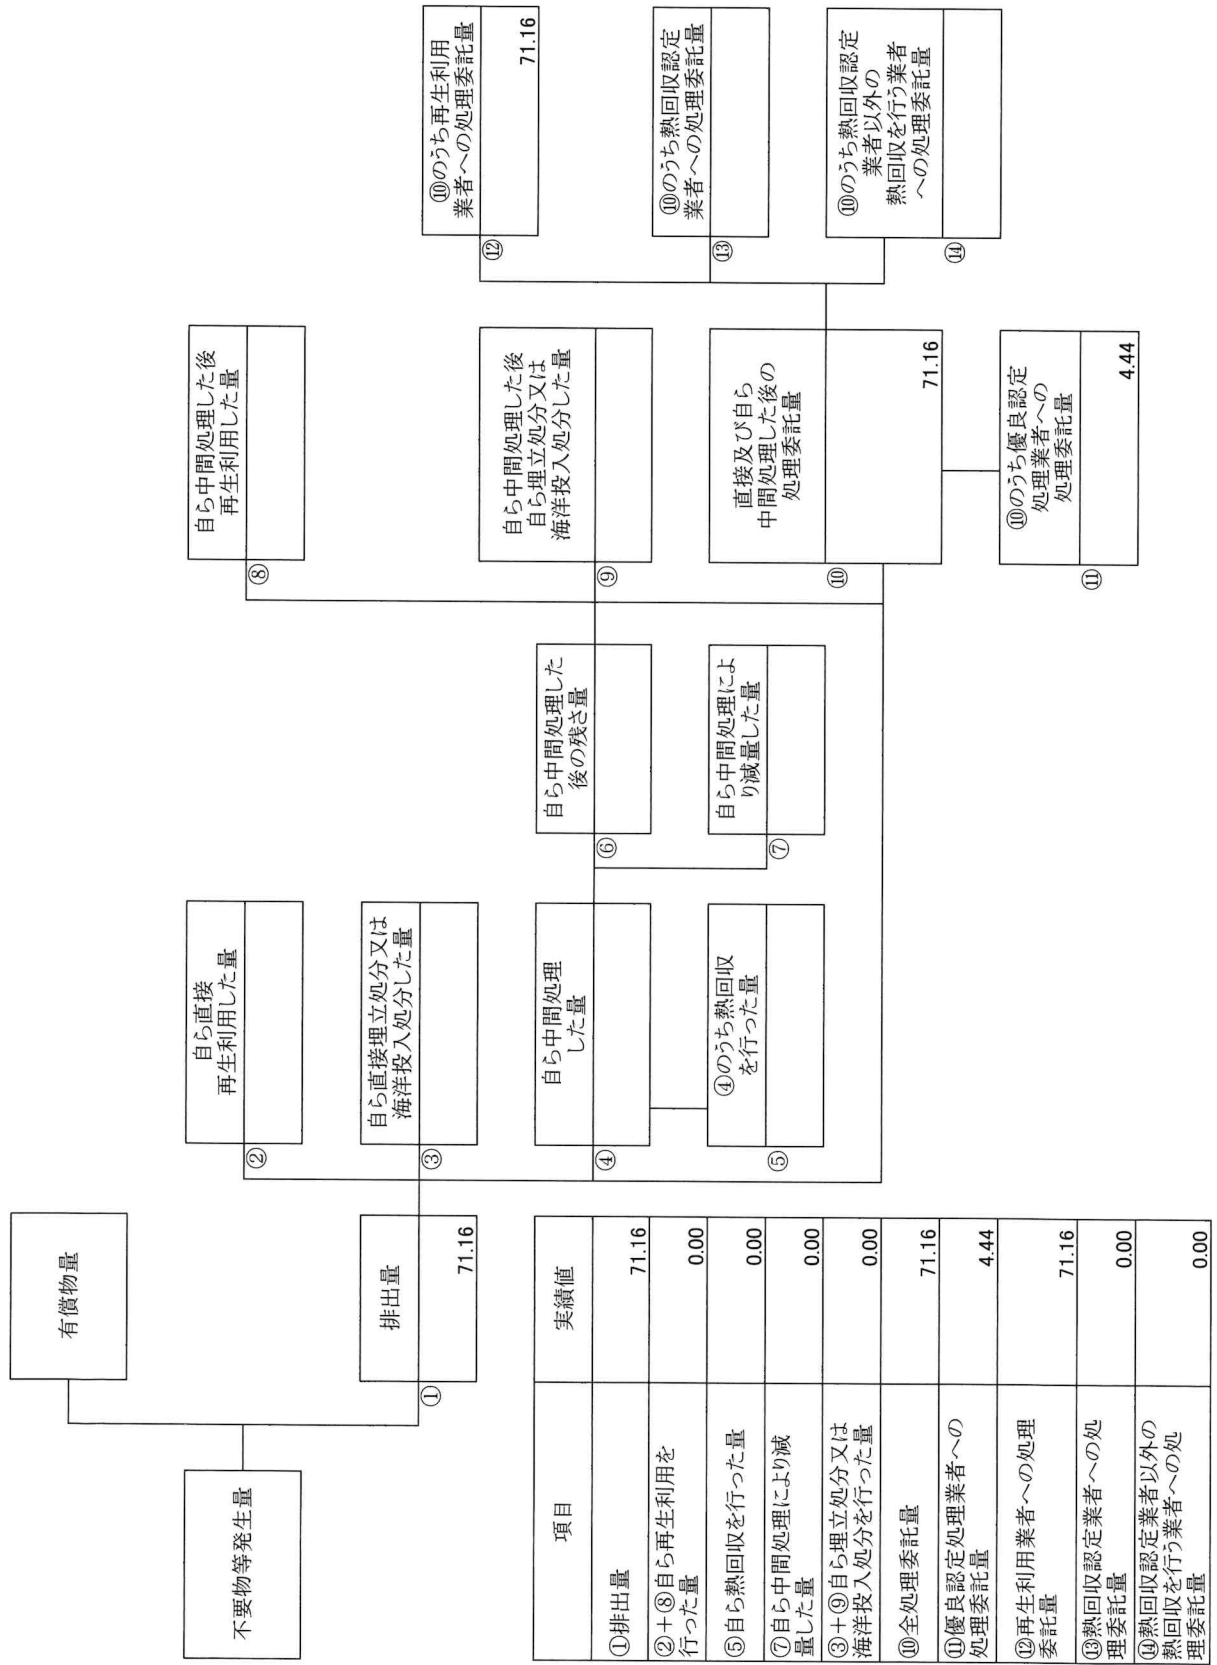 不要物等発生量
有償物量
①
排出量
71.16
②
自ら直接
再生利用した量
③
自ら直接埋立処分又は
海洋投入処分した量
④
自ら中間処理
した量
⑤
④のうち熱回収
を行った量
⑥
自ら中間処理した
後の残さ量
⑦
自ら中間処理によ
り減量した量
⑧
自ら中間処理した後
再生利用した量
⑨
自ら中間処理した後
自ら埋立処分又は
海洋投入処分した量
⑩
直接及び自ら
中間処理した後の
処理委託量
71.16
⑪
⑩のうち優良認定
処理業者への
処理委託量
4.44
⑫
⑩のうち再生利用
業者への処理委託量
71.16
⑬
⑩のうち熱回収認定
業者への処理委託量
⑭
⑩のうち熱回収認定
業者以外の
熱回収を行う業者
への処理委託量
項目 実績値
①排出量 71.16
②+⑧自ら再生利用を
行った量 0.00
⑤自ら熱回収を行った量 0.00
⑦自ら中間処理により減
量した量 0.00
③+⑨自ら埋立処分又は
海洋投入処分を行った量 0.00
⑩全処理委託量 71.16
⑪優良認定処理業者への
処理委託量 4.44
⑫再生利用業者への処理
委託量 71.16
⑬熱回収認定業者への処
理委託量 0.00
⑭熱回収認定業者以外の
熱回収を行う業者への処
理委託量 0.00